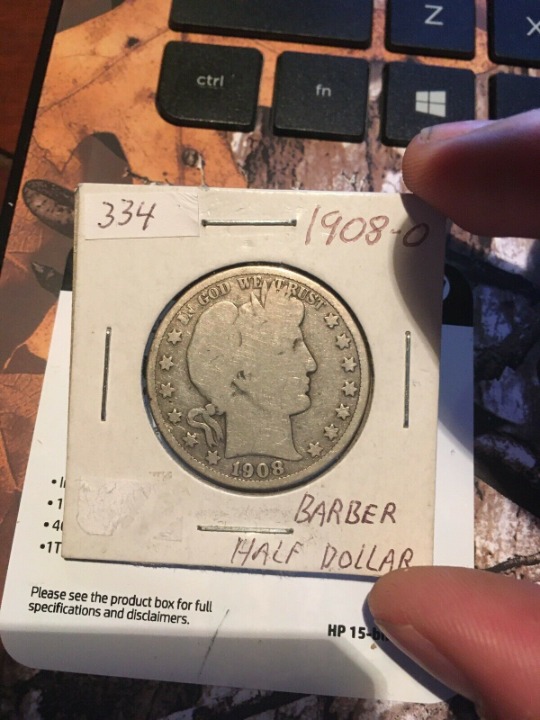 Z
X
ctrl
fn
334
1908-O
IN GOD WE TRUST
1908
BARBER
HALF DOLLAR
Please see the product box for full
specifications and disclaimers.
HP 15-